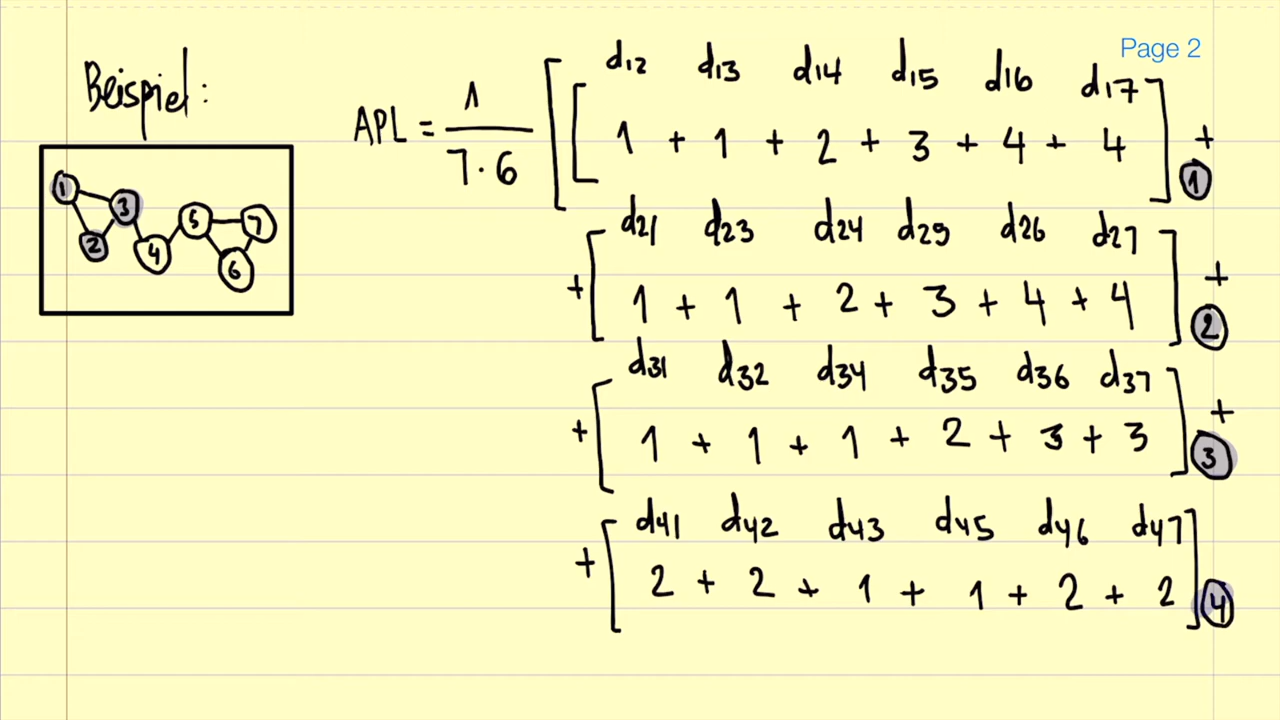 Page 2
Beispiel:
d12 d13 d14 d15 d16 d17
APL = 1 / 7·6 [ [ 1 + 1 + 2 + 3 + 4 + 4 ] + 1
d21 d23 d24 d25 d26 d27
+ [ 1 + 1 + 2 + 3 + 4 + 4 ] + 2
d31 d32 d34 d35 d36 d37
+ [ 1 + 1 + 1 + 2 + 3 + 3 ] + 3
d41 d42 d43 d45 d46 d47
+ [ 2 + 2 + 1 + 1 + 2 + 2 ] 4
1 3 5 7
2 4 6